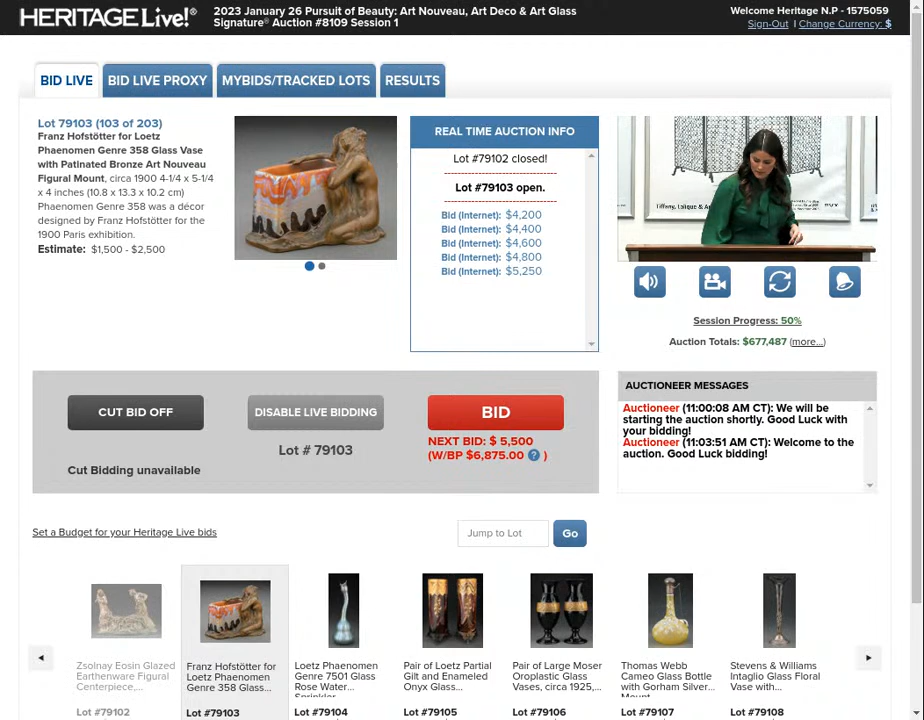 HERITAGE Live!®
2023 January 26 Pursuit of Beauty: Art Nouveau, Art Deco & Art Glass
Signature® Auction #8109 Session 1
Welcome Heritage N.P - 1575059
Sign-Out | Change Currency: $
BID LIVE
BID LIVE PROXY
MYBIDS/TRACKED LOTS
RESULTS
Lot 79103 (103 of 203)
Franz Hofstötter for Loetz
Phaenomen Genre 358 Glass Vase
with Patinated Bronze Art Nouveau
Figural Mount, circa 1900 4-1/4 x 5-1/4
x 4 inches (10.8 x 13.3 x 10.2 cm)
Phaenomen Genre 358 was a décor
designed by Franz Hofstötter for the
1900 Paris exhibition.
Estimate: $1,500 - $2,500
REAL TIME AUCTION INFO
Lot #79102 closed!
Lot #79103 open.
Bid (Internet): $4,200
Bid (Internet): $4,400
Bid (Internet): $4,600
Bid (Internet): $4,800
Bid (Internet): $5,250
Tiffany, Lalique & A
Session Progress: 50%
Auction Totals: $677,487 (more...)
CUT BID OFF
DISABLE LIVE BIDDING
BID
Cut Bidding unavailable
Lot # 79103
NEXT BID: $ 5,500
(W/BP $6,875.00 ? )
AUCTIONEER MESSAGES
Auctioneer (11:00:08 AM CT): We will be
starting the auction shortly. Good Luck with
your bidding!
Auctioneer (11:03:51 AM CT): Welcome to the
auction. Good Luck bidding!
Set a Budget for your Heritage Live bids
Jump to Lot
Go
Zsolnay Eosin Glazed
Earthenware Figural
Centerpiece,...
Lot #79102
Franz Hofstötter for
Loetz Phaenomen
Genre 358 Glass...
Lot #79103
Loetz Phaenomen
Genre 7501 Glass
Rose Water
Sprinkler
Lot #79104
Pair of Loetz Partial
Gilt and Enameled
Onyx Glass...
Lot #79105
Pair of Large Moser
Oroplastic Glass
Vases, circa 1925,...
Lot #79106
Thomas Webb
Cameo Glass Bottle
with Gorham Silver...
Mount
Lot #79107
Stevens & Williams
Intaglio Glass Floral
Vase with...
Lot #79108